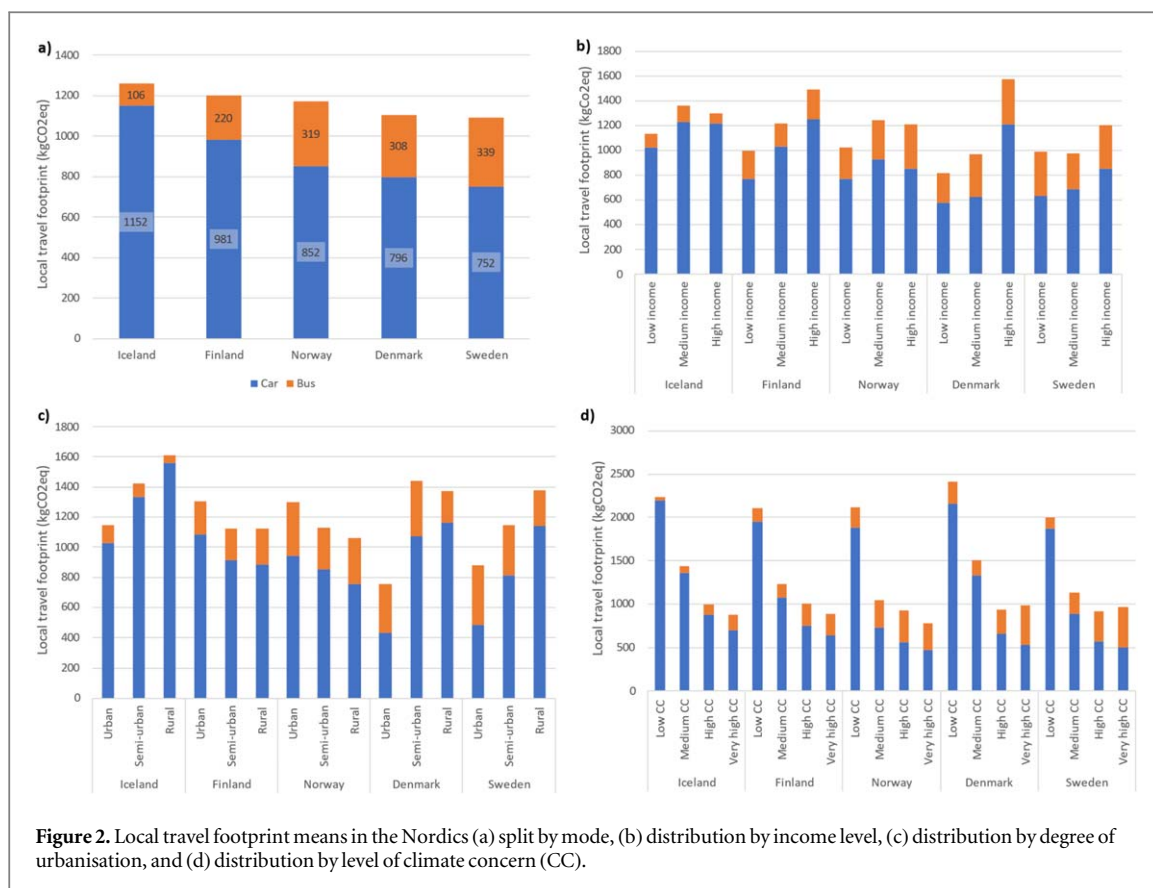 a)
Local travel footprint (kgCO2eq)
1400
1200
1000
800
600
400
200
0
106
220
319
308
339
1152
981
852
796
752
Iceland Finland Norway Denmark Sweden
Car Bus
b)
Local travel footprint (kgCo2eq)
1800
1600
1400
1200
1000
800
600
400
200
0
Low income Medium income High income Low income Medium income High income Low income Medium income High income Low income Medium income High income Low income Medium income High income
Iceland Finland Norway Denmark Sweden
c)
Local travel footprint (kgCO2eq)
1800
1600
1400
1200
1000
800
600
400
200
0
Urban Semi-urban Rural Urban Semi-urban Rural Urban Semi-urban Rural Urban Semi-urban Rural Urban Semi-urban Rural
Iceland Finland Norway Denmark Sweden
d)
Local travel footrprint (kgCO2eq)
3000
2500
2000
1500
1000
500
0
Low CC Medium CC High CC Very high CC Low CC Medium CC High CC Very high CC Low CC Medium CC High CC Very high CC Low CC Medium CC High CC Very high CC Low CC Medium CC High CC Very high CC
Iceland Finland Norway Denmark Sweden
Figure 2. Local travel footprint means in the Nordics (a) split by mode, (b) distribution by income level, (c) distribution by degree of
urbanisation, and (d) distribution by level of climate concern (CC).